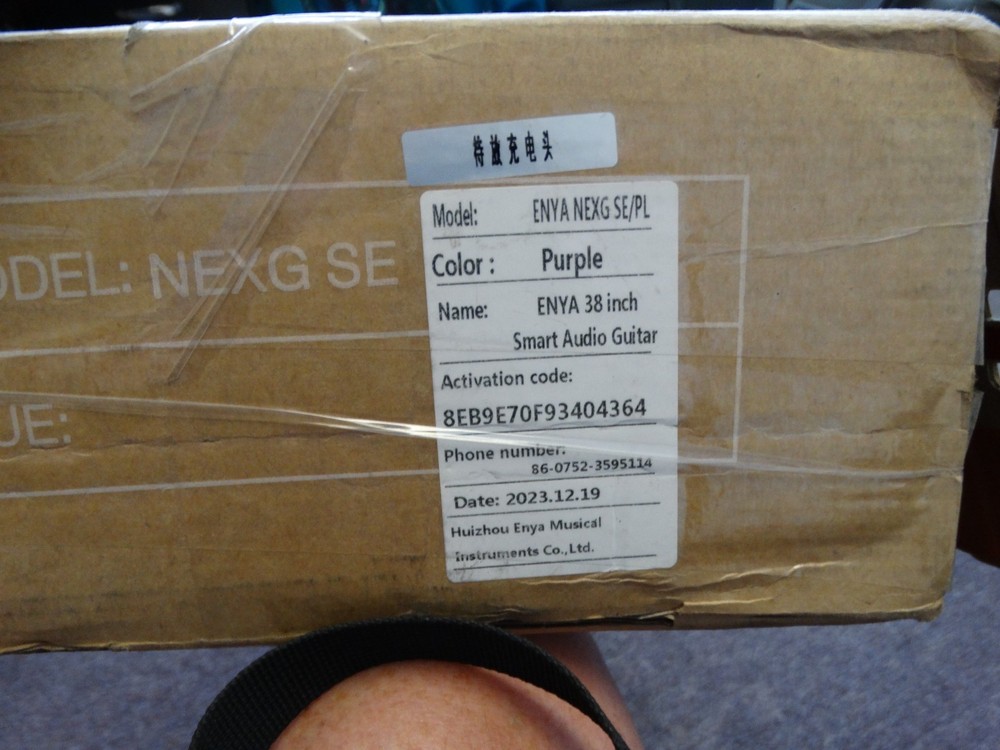 待放充电头
Model: ENYA NEXG SE/PL
Color : Purple
Name: ENYA 38 inch
Smart Audio Guitar
Activation code:
8EB9E70F93404364
Phone number:
86-0752-3595114
Date: 2023.12.19
Huizhou Enya Musical
Instruments Co.,Ltd.
ODEL: NEXG SE
UE: